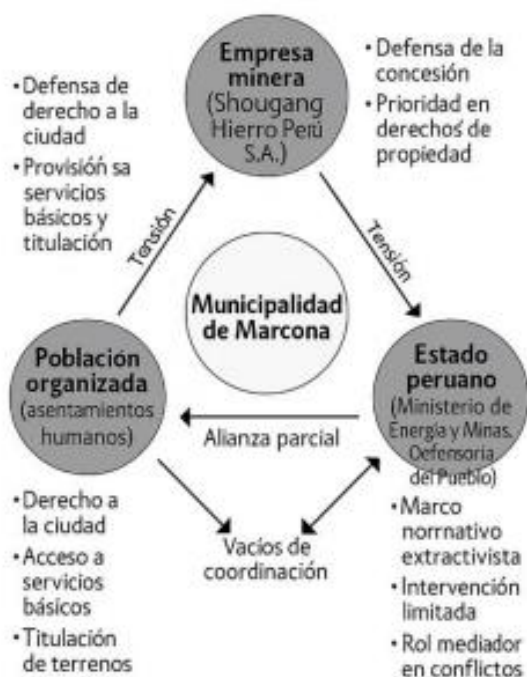 Empresa
minera
(Shougang
Hierro Perú
S.A.)
• Defensa de
derecho a la
ciudad
• Provisión sa
servicios
básicos y
titulación
• Defensa de la
concesión
• Prioridad en
derechos de
propiedad
Tensión
Tensión
Municipalidad
de Marcona
Población
organizada
(asentamientos
humanos)
Estado
peruano
(Ministerio de
Energía y Minas,
Defensoría
del Pueblo)
Alianza parcial
Vacíos de
coordinación
• Derecho a
la ciudad
• Acceso a
servicios
básicos
• Titulación
de terrenos
• Marco
norrnativo
extractivista
• Intervención
limitada
• Rol mediador
en conflictos